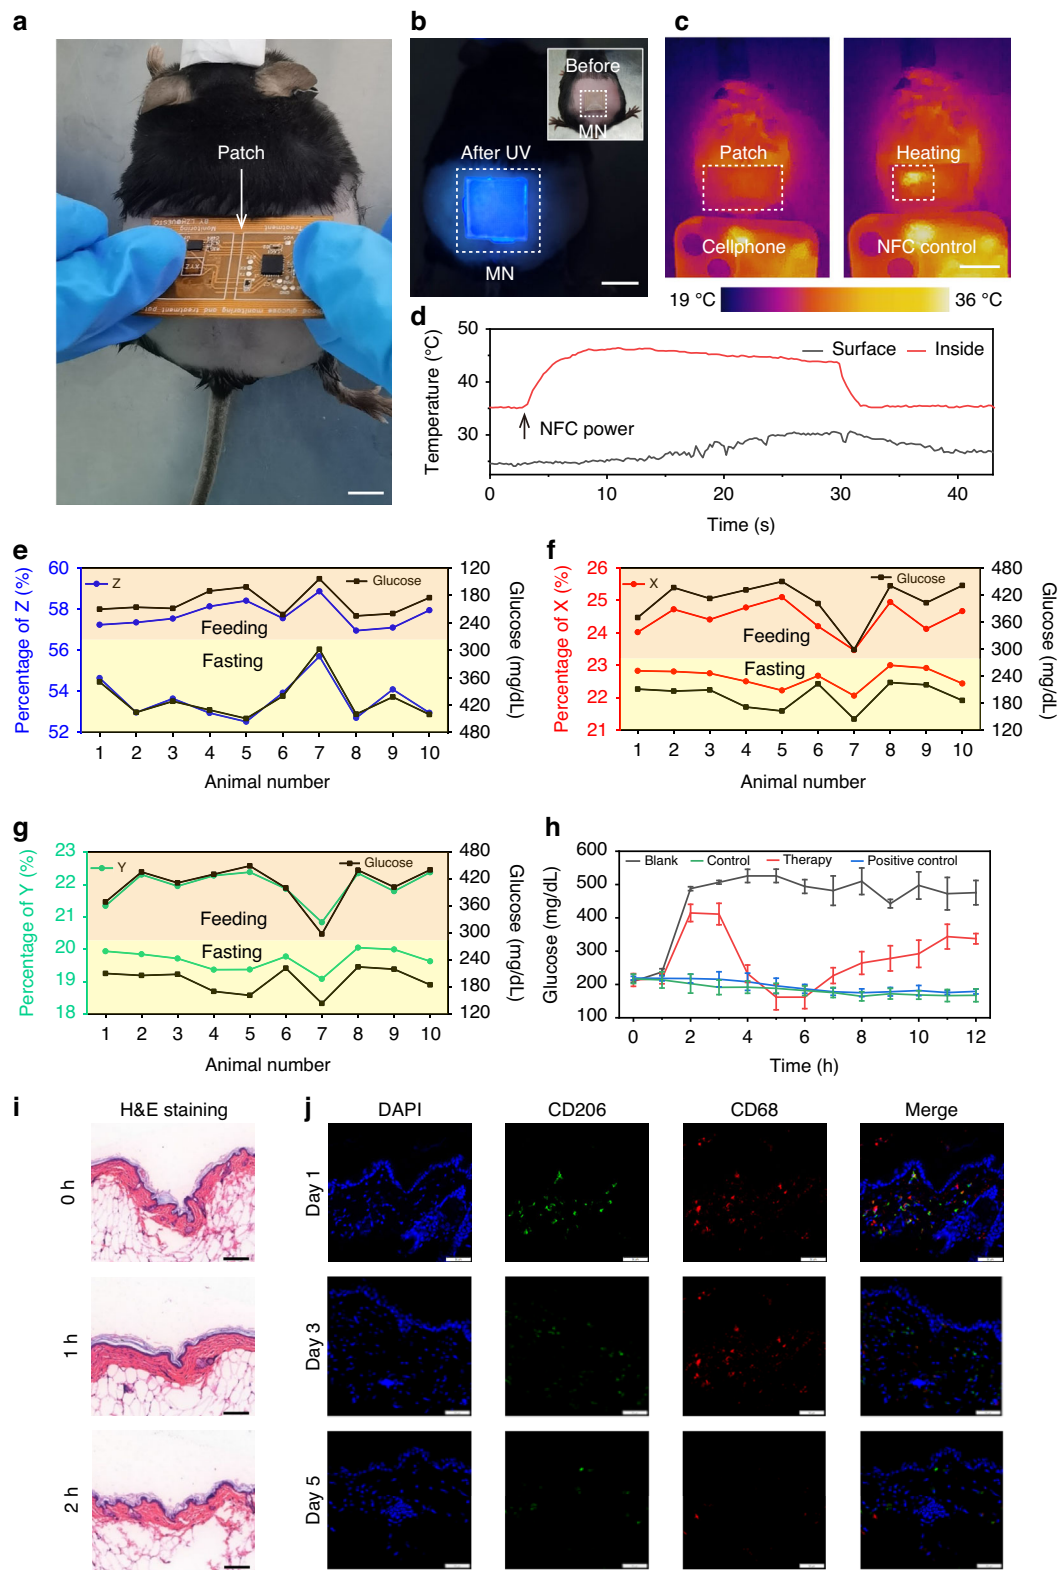 a
Patch
Monitoring
BY LIM@UESTC
Treatment
b
Before
MN
After UV
MN
c
Patch
Heating
Cellphone
NFC control
19 °C
36 °C
d
Temperature (°C)
50
40
30
Surface
Inside
NFC power
0 10 20 30 40
Time (s)
e
Percentage of Z (%)
60
58
56
54
52
Z
Glucose
Feeding
Fasting
120
180
240
300
360
420
480
Glucose (mg/dL)
1 2 3 4 5 6 7 8 9 10
Animal number
f
Percentage of X (%)
26
25
24
23
22
21
X
Glucose
Feeding
Fasting
480
420
360
300
240
180
120
Glucose (mg/dL)
1 2 3 4 5 6 7 8 9 10
Animal number
g
Percentage of Y (%)
23
22
21
20
19
18
Y
Glucose
Feeding
Fasting
480
420
360
300
240
180
120
Glucose (mg/dL)
1 2 3 4 5 6 7 8 9 10
Animal number
h
Glucose (mg/dL)
600
500
400
300
200
100
Blank Control Therapy Positive control
0 2 4 6 8 10 12
Time (h)
i
H&E staining
0 h
1 h
2 h
j
DAPI CD206 CD68 Merge
Day 1
Day 3
Day 5